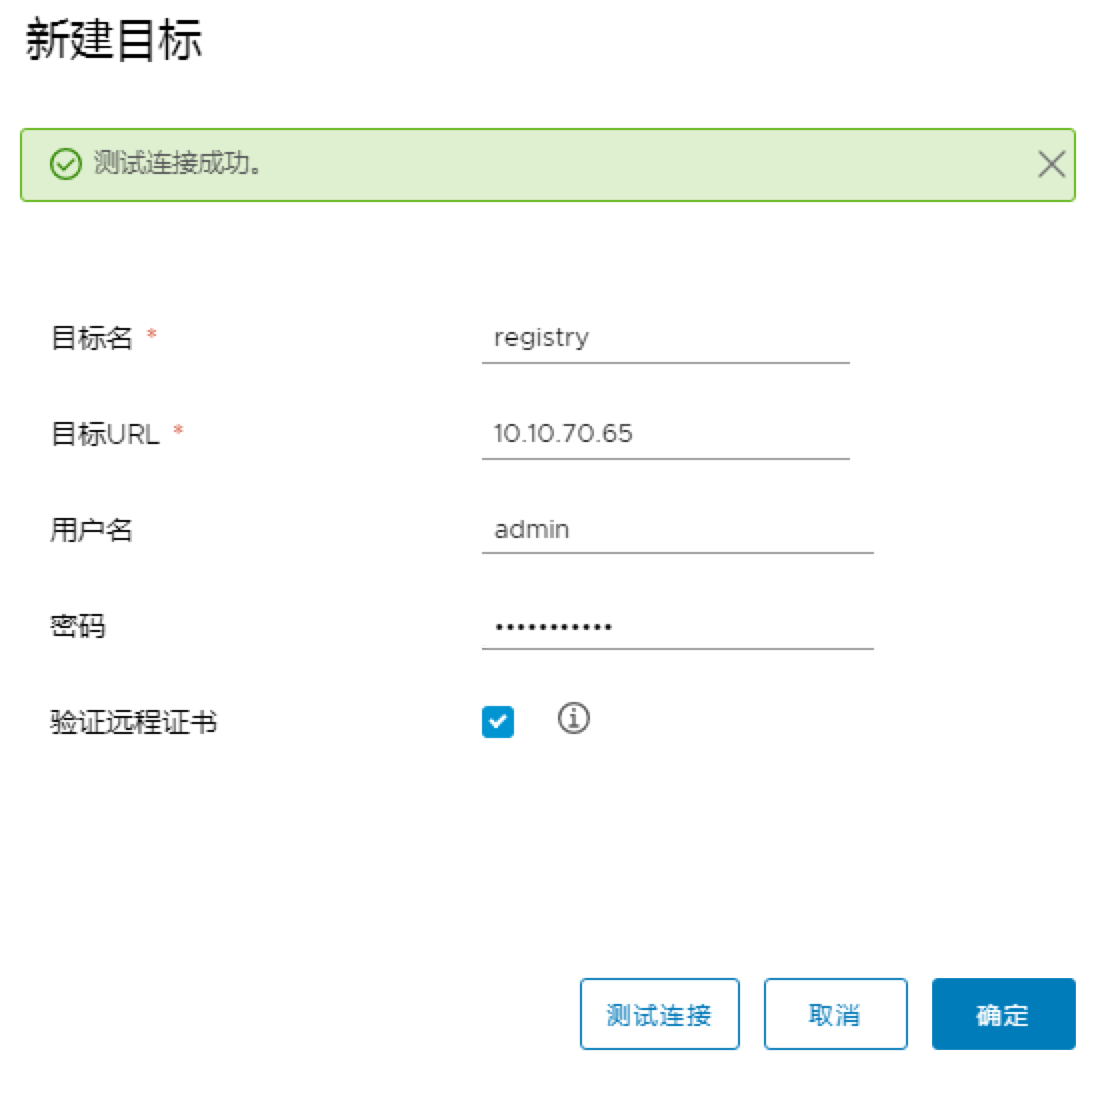 新建目标
测试连接成功。
目标名 *
registry
目标URL *
10.10.70.65
用户名
admin
密码
•••••••••••
验证远程证书
测试连接
取消
确定